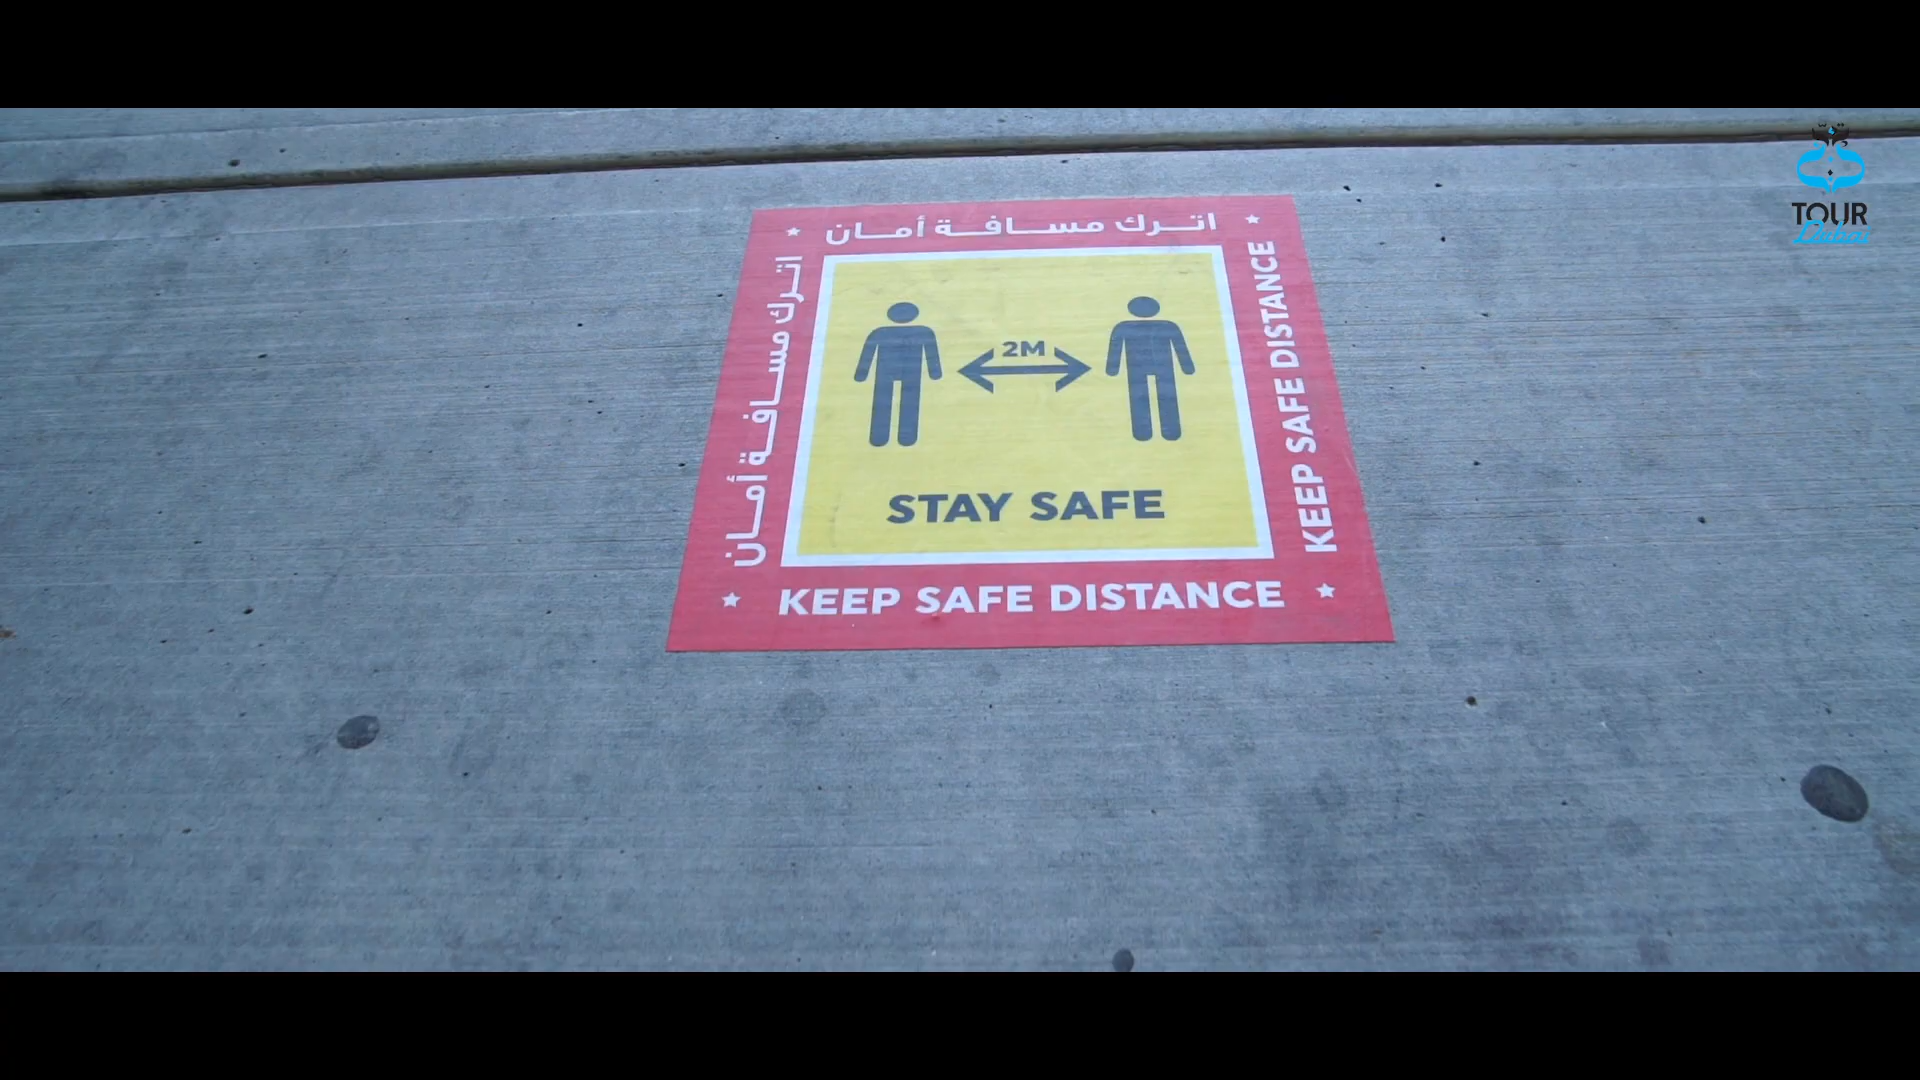 اترك مسافة أمان
اترك مسافة أمان
2M
STAY SAFE
KEEP SAFE DISTANCE
KEEP SAFE DISTANCE
TOUR
Dubai